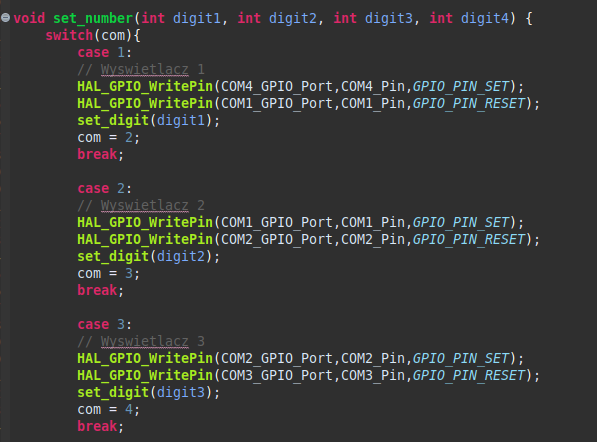 void set_number(int digit1, int digit2, int digit3, int digit4) {
switch(com){
case 1:
// Wyswietlacz 1
HAL_GPIO_WritePin(COM4_GPIO_Port,COM4_Pin,GPIO_PIN_SET);
HAL_GPIO_WritePin(COM1_GPIO_Port,COM1_Pin,GPIO_PIN_RESET);
set_digit(digit1);
com = 2;
break;
case 2:
// Wyswietlacz 2
HAL_GPIO_WritePin(COM1_GPIO_Port,COM1_Pin,GPIO_PIN_SET);
HAL_GPIO_WritePin(COM2_GPIO_Port,COM2_Pin,GPIO_PIN_RESET);
set_digit(digit2);
com = 3;
break;
case 3:
// Wyswietlacz 3
HAL_GPIO_WritePin(COM2_GPIO_Port,COM2_Pin,GPIO_PIN_SET);
HAL_GPIO_WritePin(COM3_GPIO_Port,COM3_Pin,GPIO_PIN_RESET);
set_digit(digit3);
com = 4;
break;